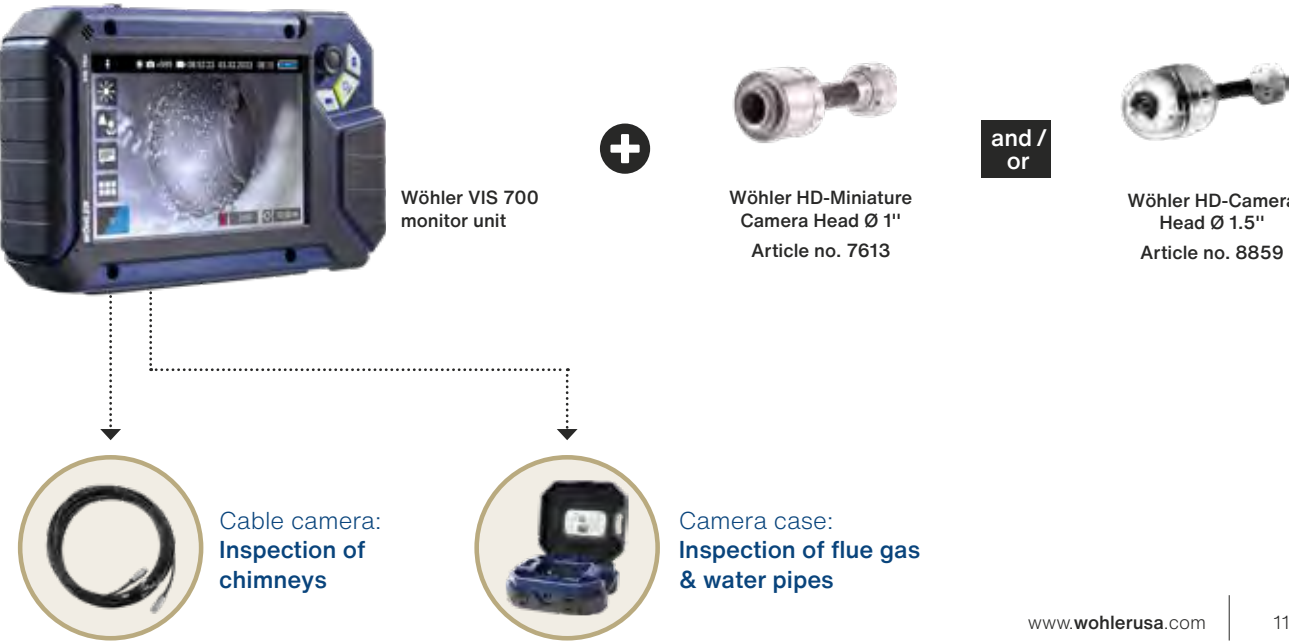 Wöhler VIS 700
monitor unit
and /
or
Wöhler HD-Miniature
Camera Head Ø 1"
Article no. 7613
Wöhler HD-Camera
Head Ø 1.5"
Article no. 8859
Cable camera:
Inspection of
chimneys
Camera case:
Inspection of flue gas
& water pipes
www.wohlerusa.com
11